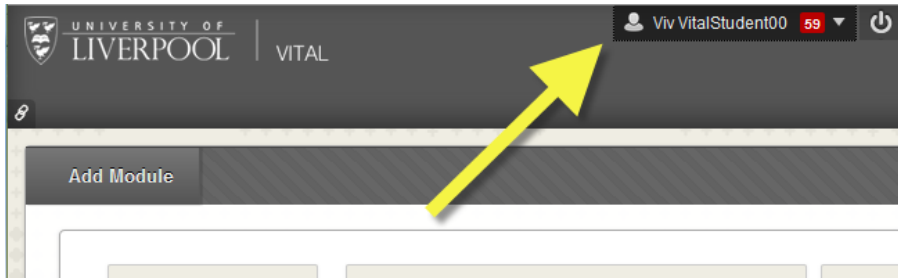 UNIVERSITY OF
LIVERPOOL
VITAL
Viv VitalStudent00 59
Add Module